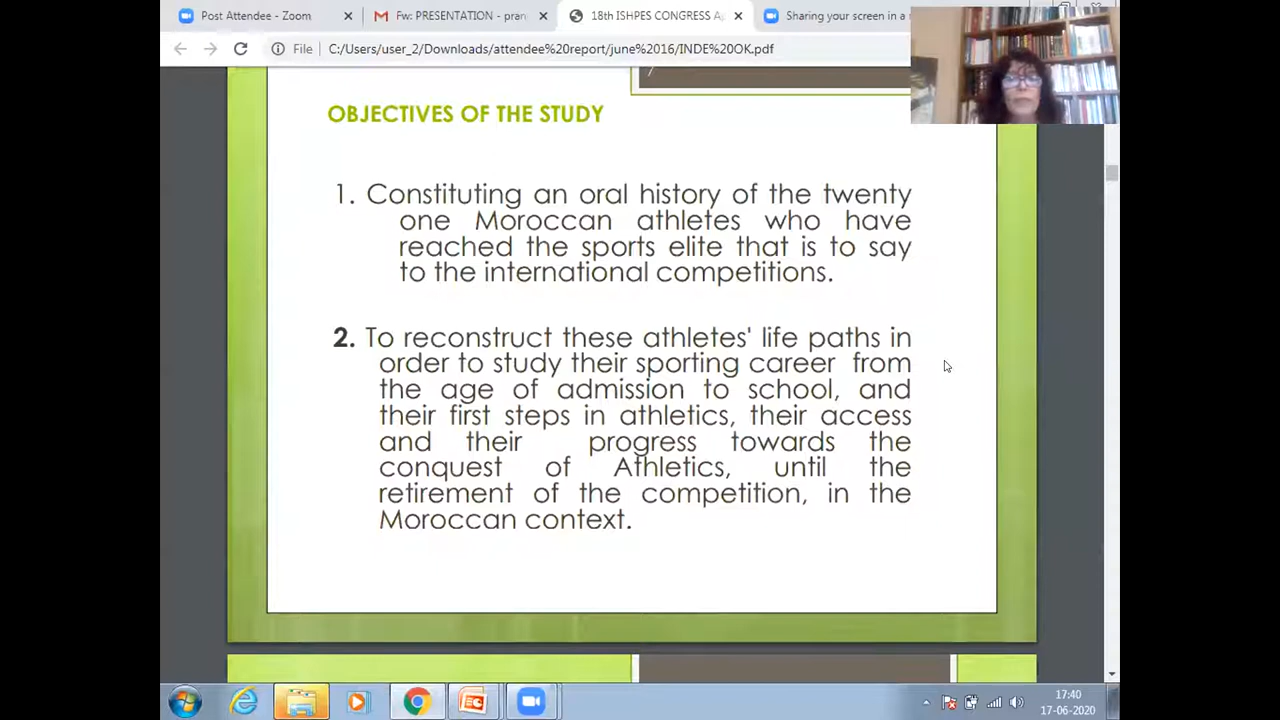 Post Attendee - Zoom
Fw: PRESENTATION - pran
18th ISHPES CONGRESS A
Sharing your screen in a
File
C:/Users/user_2/Downloads/attendee%20report/june%2016/INDE%20OK.pdf
OBJECTIVES OF THE STUDY
1. Constituting an oral history of the twenty
one Moroccan athletes who have
reached the sports elite that is to say
to the international competitions.
2. To reconstruct these athletes' life paths in
order to study their sporting career from
the age of admission to school, and
their first steps in athletics, their access
and their progress towards the
conquest of Athletics, until the
retirement of the competition, in the
Moroccan context.
17:40
17-06-2020